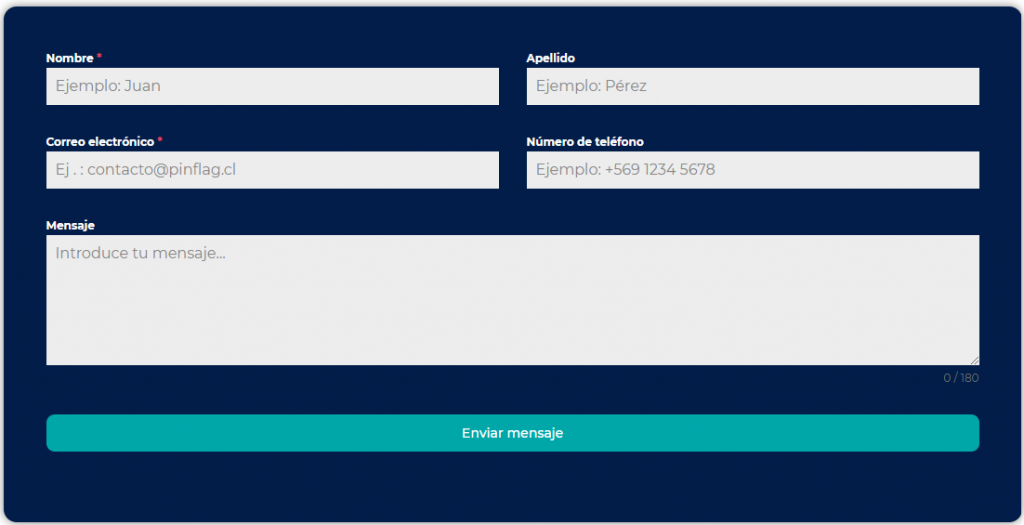 Nombre *
Apellido
Ejemplo: Juan
Ejemplo: Pérez
Correo electrónico *
Número de teléfono
Ej . : contacto@pinflag.cl
Ejemplo: +569 1234 5678
Mensaje
Introduce tu mensaje...
0 / 180
Enviar mensaje